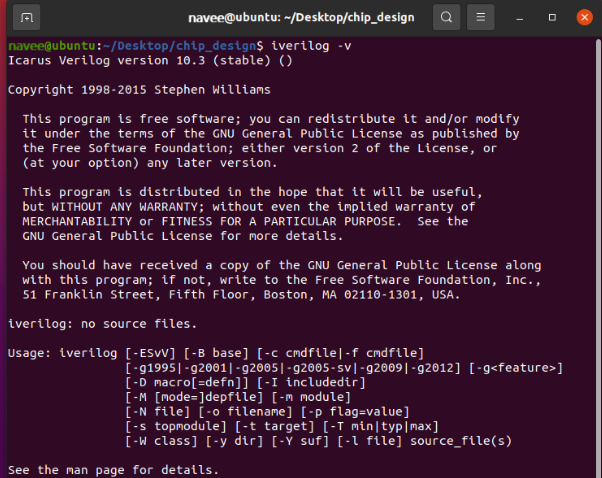 navee@ubuntu: ~/Desktop/chip_design
navee@ubuntu:~/Desktop/chip_design$ iverilog -v
Icarus Verilog version 10.3 (stable) ()
Copyright 1998-2015 Stephen Williams
This program is free software; you can redistribute it and/or modify
it under the terms of the GNU General Public License as published by
the Free Software Foundation; either version 2 of the License, or
(at your option) any later version.
This program is distributed in the hope that it will be useful,
but WITHOUT ANY WARRANTY; without even the implied warranty of
MERCHANTABILITY or FITNESS FOR A PARTICULAR PURPOSE.  See the
GNU General Public License for more details.
You should have received a copy of the GNU General Public License along
with this program; if not, write to the Free Software Foundation, Inc.,
51 Franklin Street, Fifth Floor, Boston, MA 02110-1301, USA.
iverilog: no source files.
Usage: iverilog [-ESvV] [-B base] [-c cmdfile|-f cmdfile]
[-g1995|-g2001|-g2005|-g2005-sv|-g2009|-g2012] [-g<feature>]
[-D macro[=defn]] [-I includedir]
[-M [mode=]depfile] [-m module]
[-N file] [-o filename] [-p flag=value]
[-s topmodule] [-t target] [-T min|typ|max]
[-W class] [-y dir] [-Y suf] [-l file] source_file(s)
See the man page for details.